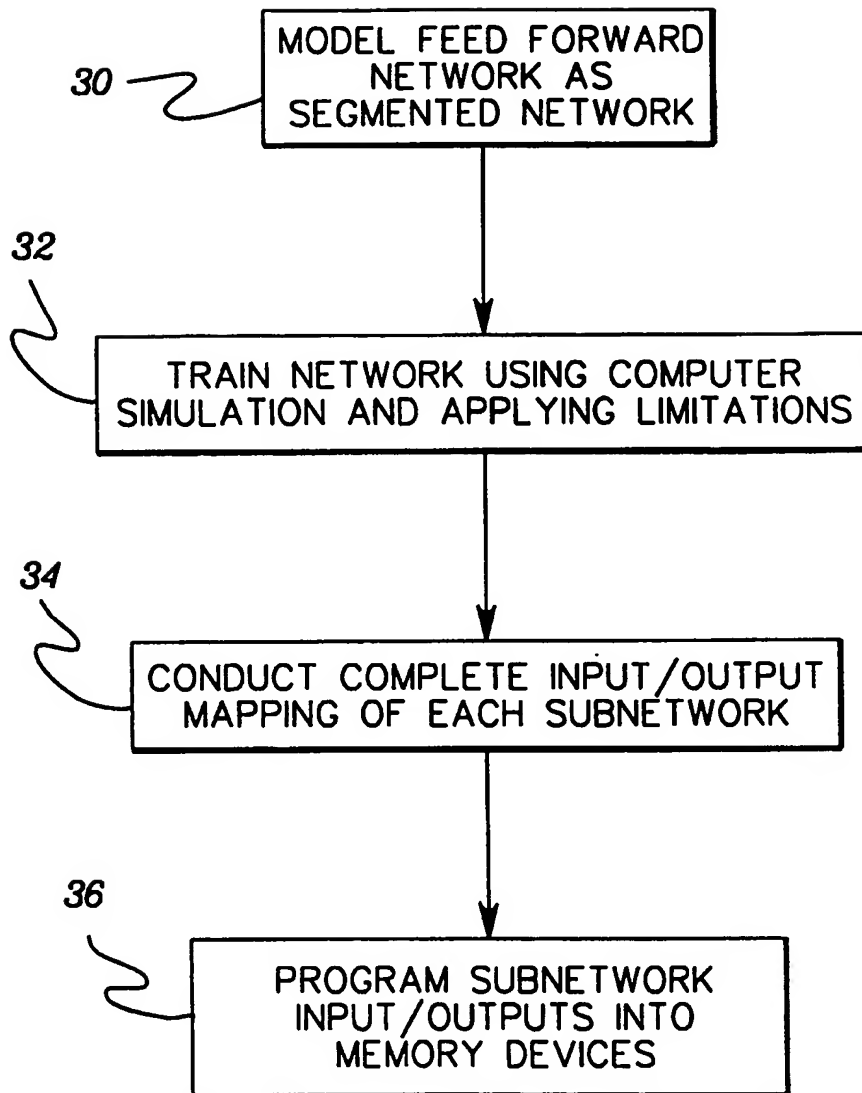 30
MODEL FEED FORWARD
NETWORK AS
SEGMENTED NETWORK
32
TRAIN NETWORK USING COMPUTER
SIMULATION AND APPLYING LIMITATIONS
34
CONDUCT COMPLETE INPUT/OUTPUT
MAPPING OF EACH SUBNETWORK
36
PROGRAM SUBNETWORK
INPUT/OUTPUTS INTO
MEMORY DEVICES